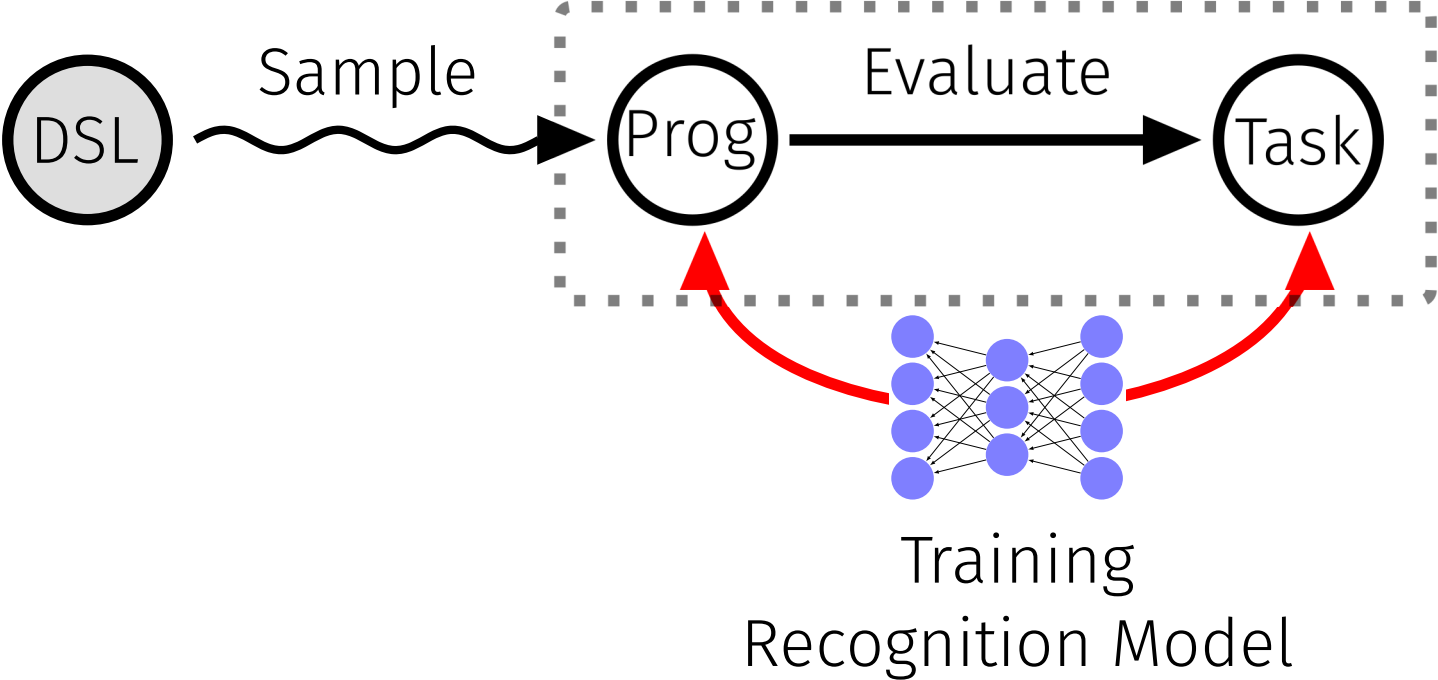 Sample
Evaluate
DSL
Prog
Task
Training
Recognition Model